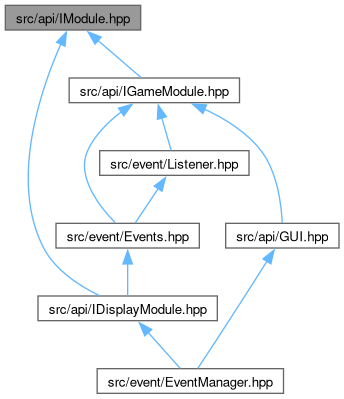 src/api/IModule.hpp
src/api/IGameModule.hpp
src/event/Listener.hpp
src/event/Events.hpp
src/api/GUI.hpp
src/api/IDisplayModule.hpp
src/event/EventManager.hpp